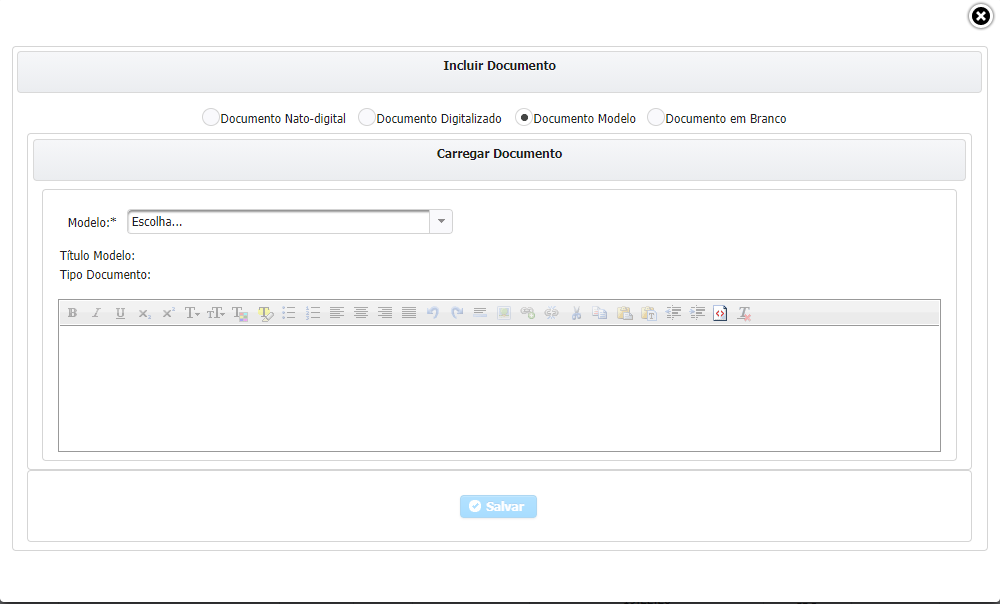 Incluir Documento
Documento Nato-digital Documento Digitalizado Documento Modelo Documento em Branco
Carregar Documento
Modelo:* Escolha...
Título Modelo:
Tipo Documento:
Salvar